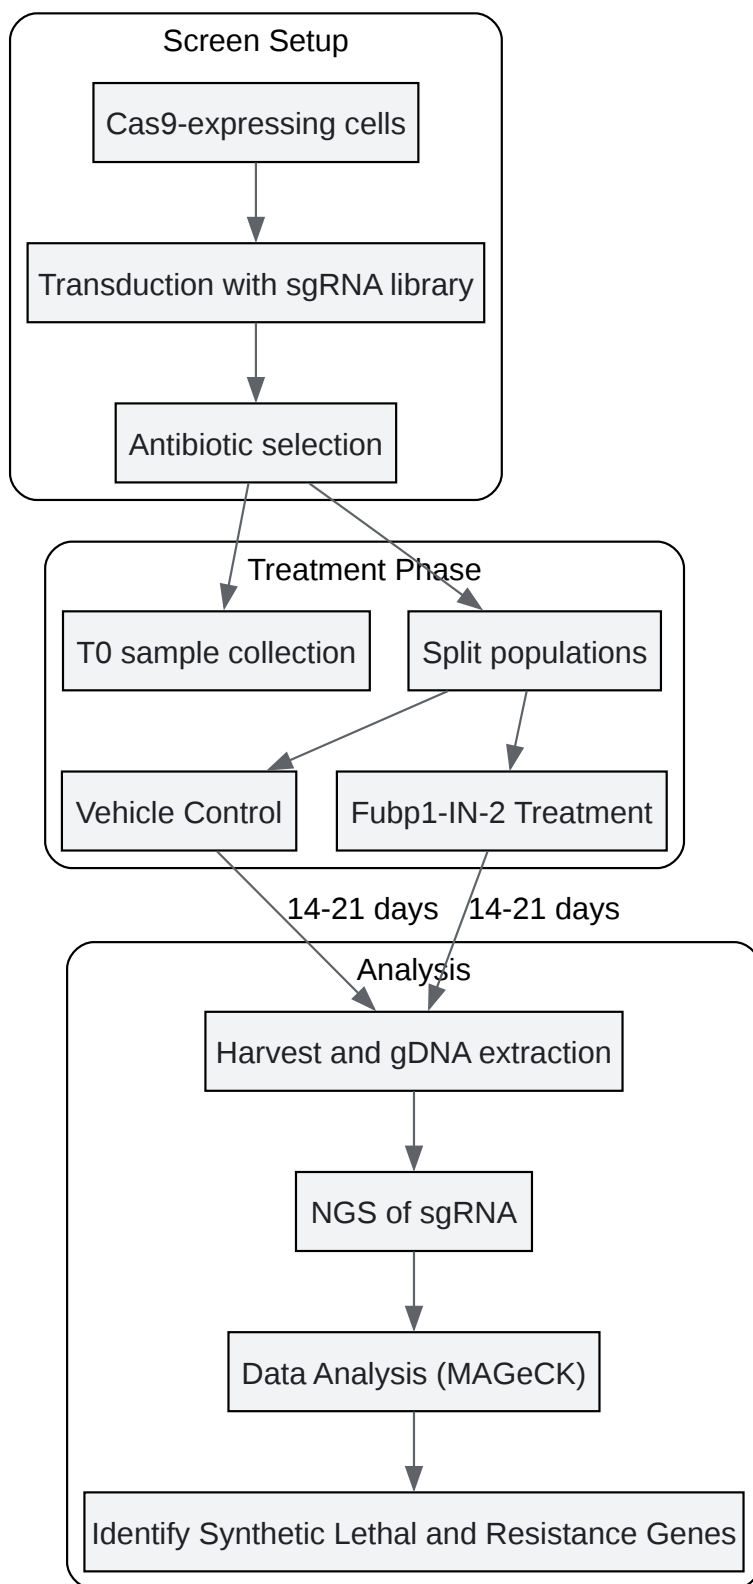 Screen Setup
Cas9-expressing cells
Transduction with sgRNA library
Antibiotic selection
Treatment Phase
T0 sample collection
Split populations
Vehicle Control
Fubp1-IN-2 Treatment
14-21 days
14-21 days
Analysis
Harvest and gDNA extraction
NGS of sgRNA
Data Analysis (MAGeCK)
Identify Synthetic Lethal and Resistance Genes